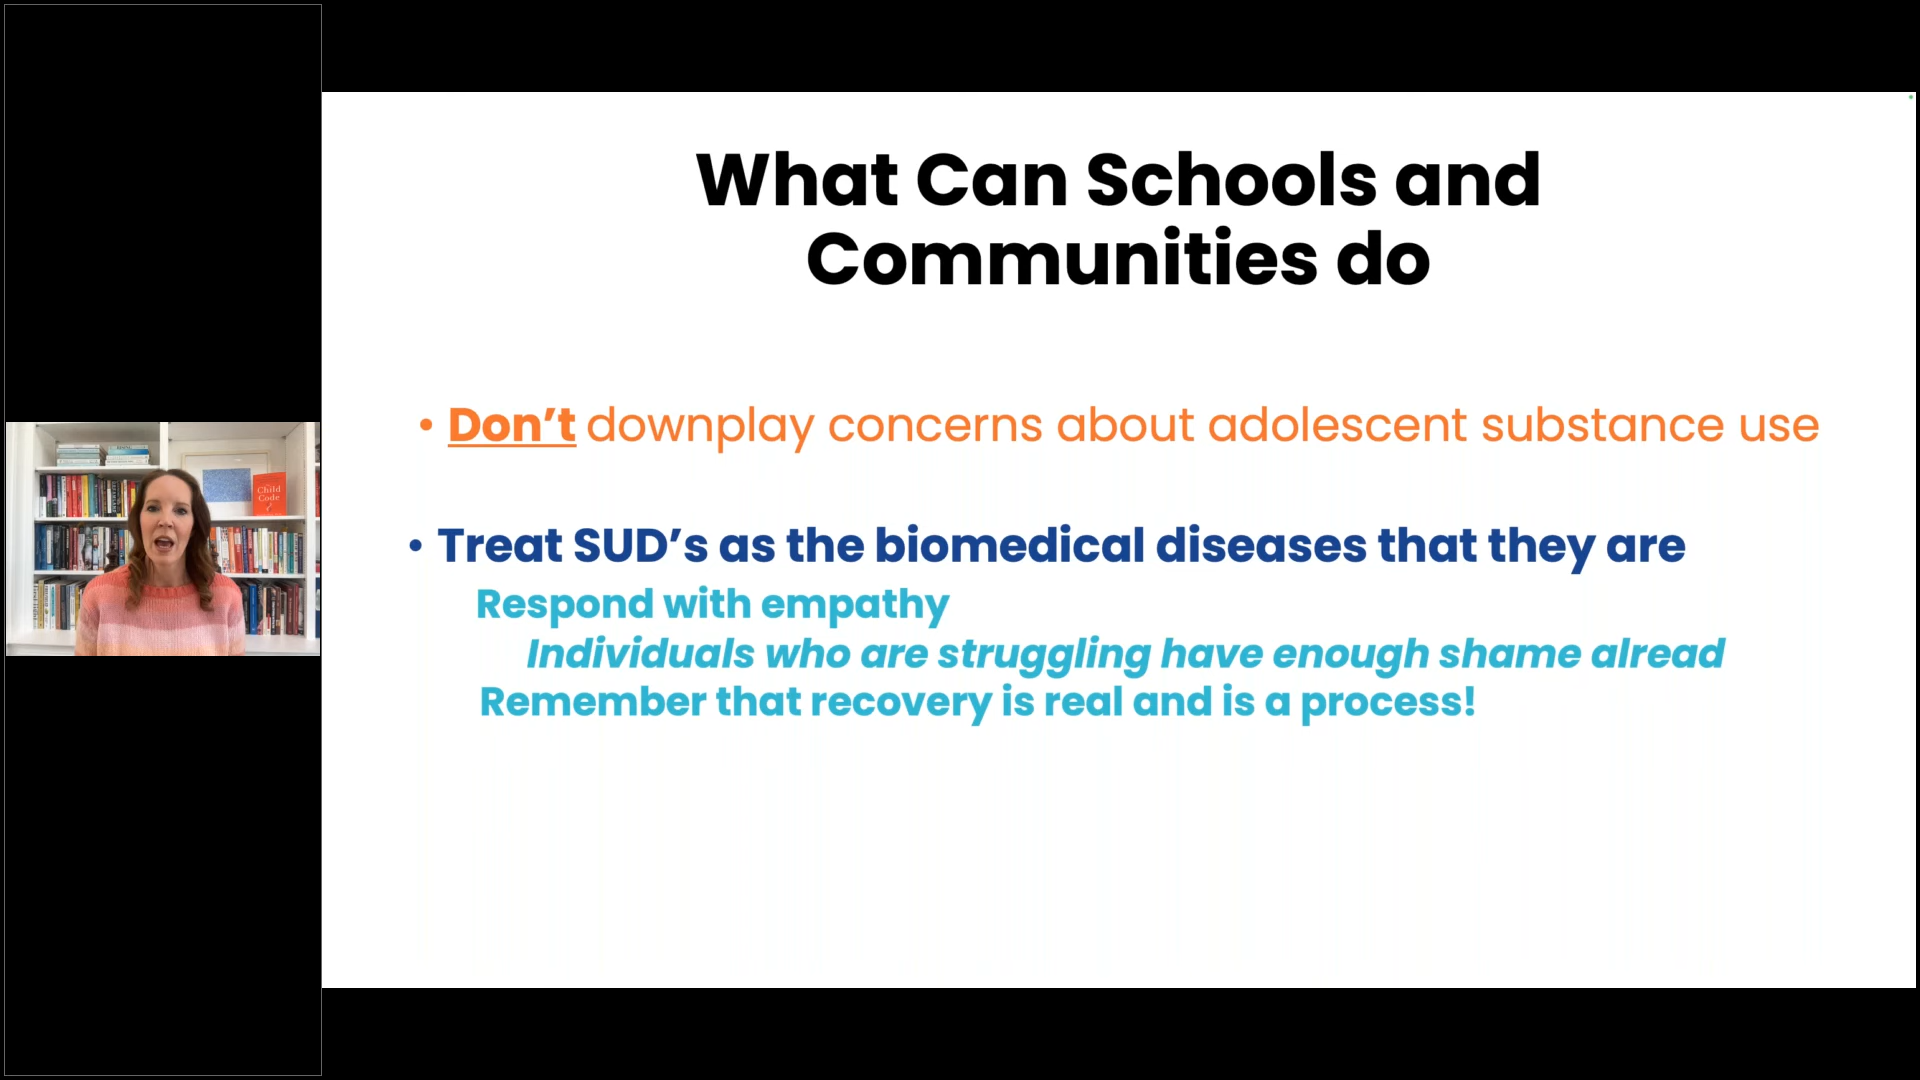 What Can Schools and
Communities do
• Don’t downplay concerns about adolescent substance use
• Treat SUD’s as the biomedical diseases that they are
Respond with empathy
Individuals who are struggling have enough shame alread
Remember that recovery is real and is a process!
Child
Code